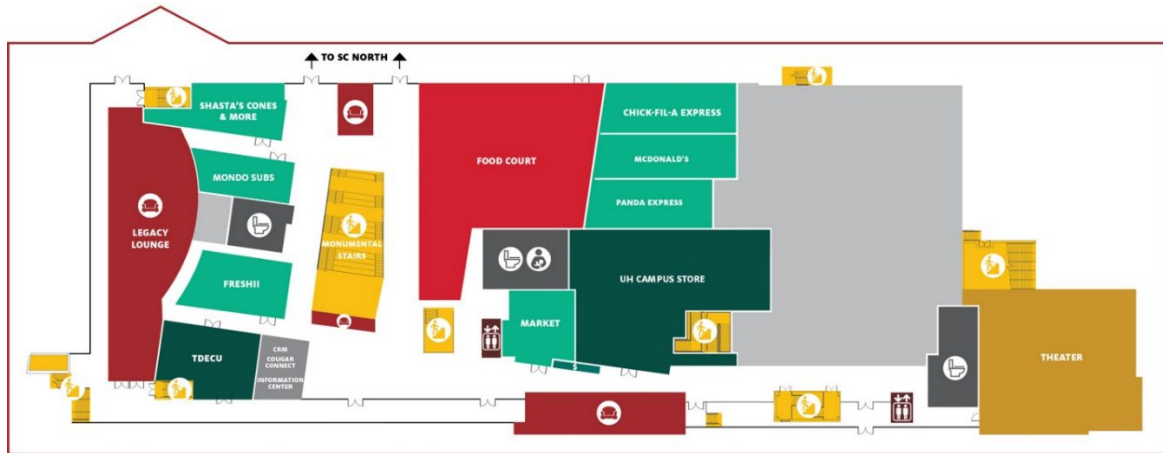 TO SC NORTH
SHASTA'S CONES
& MORE
CHICK-FIL-A EXPRESS
FOOD COURT
MCDONALD'S
MONDO SUBS
PANDA EXPRESS
LEGACY
LOUNGE
MONUMENTAL
STAIRS
FRESHII
UH CAMPUS STORE
MARKET
TDECU
CRNI
COUGAR
CONNECT
INFORMATION
CENTER
THEATER
$